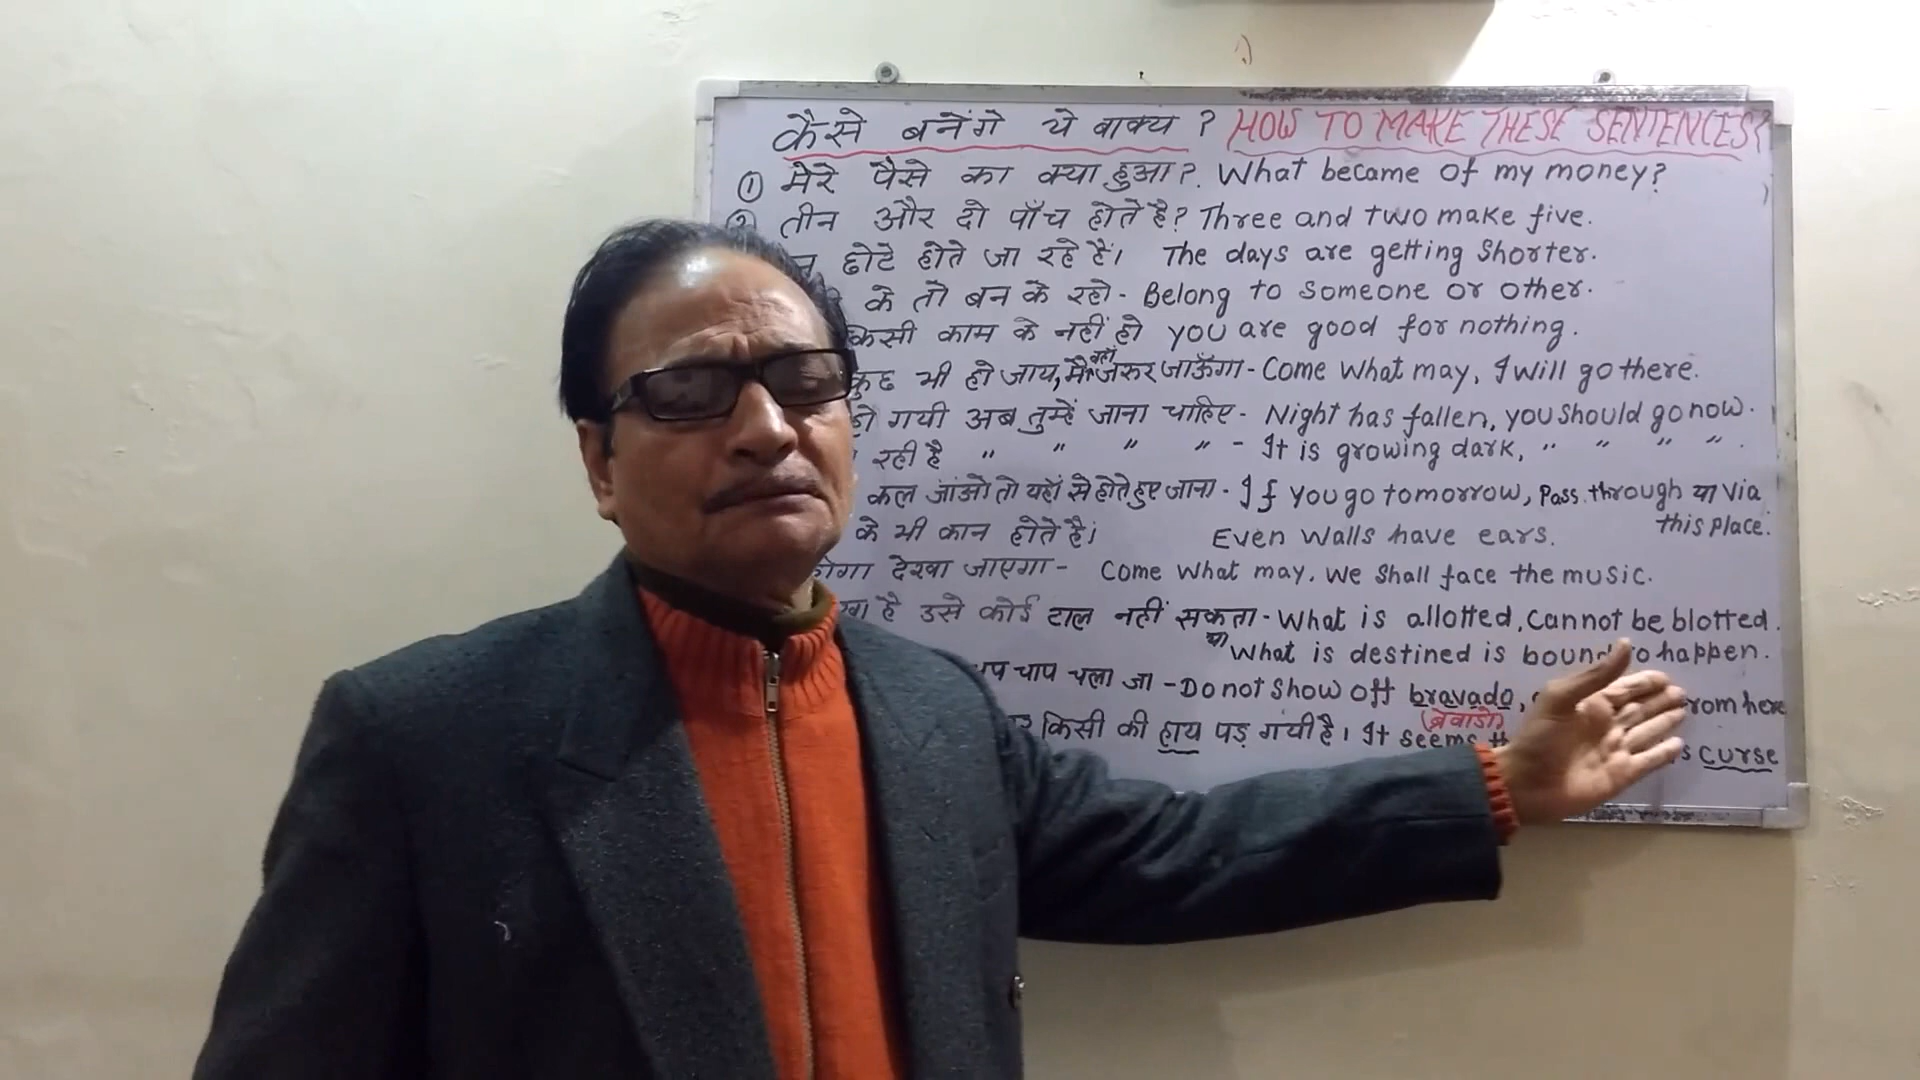 कैसे बनेंगे ये वाक्य ? HOW TO MAKE THESE SENTENCES?
① मेरे पैसे का क्या हुआ ?. What became of my money?
② तीन और दो पाँच होते है? Three and two make five.
छोटे होते जा रहे हैं। The days are getting shorter.
के तो बन के रहो - Belong to someone or other.
किसी काम के नहीं हो you are good for nothing.
कुछ भी हो जाय, मैं वहाँ जरूर जाऊँगा - Come what may, I will go there.
हो गयी अब तुम्हें जाना चाहिए - Night has fallen, you should go now.
रही है " " " " - It is growing dark, " " " ".
कल जाओ तो यहाँ से होते हुए जाना - If you go tomorrow, pass through या via
this place.
के भी कान होते है। Even walls have ears.
होगा देखा जाएगा - Come what may, we shall face the music.
है उसे कोई टाल नहीं सकता - What is allotted, cannot be blotted.
या What is destined is bound to happen.
चाप चला जा - Do not show off bravado, from here
(ब्रेवाडो)
किसी की हाय पड़ गयी है। It seems curse